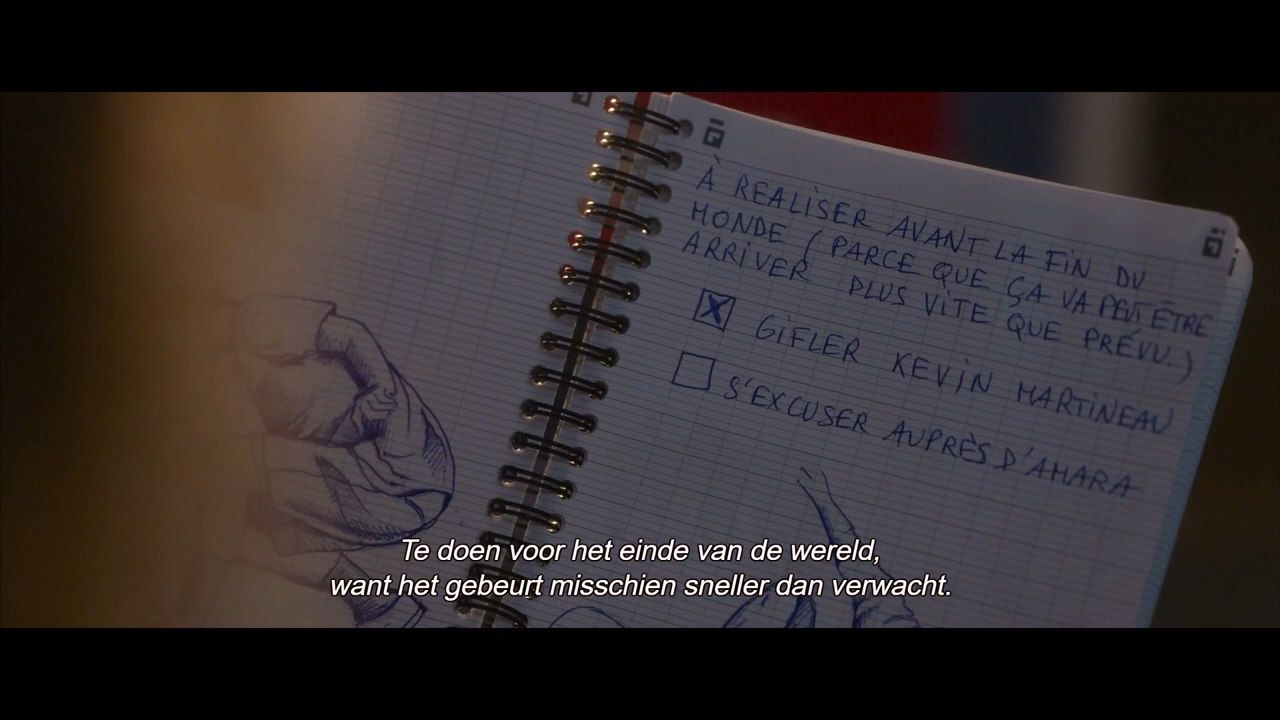 À REALISER AVANT LA FIN DU
MONDE (PARCE QUE ÇA VA PEUT ÊTRE
ARRIVER PLUS VITE QUE PRÉVU...)
GIFLER KEVIN MARTINEAU
S'EXCUSER AUPRÈS D'AMARA
Te doen voor het einde van de wereld,
want het gebeurt misschien sneller dan verwacht.